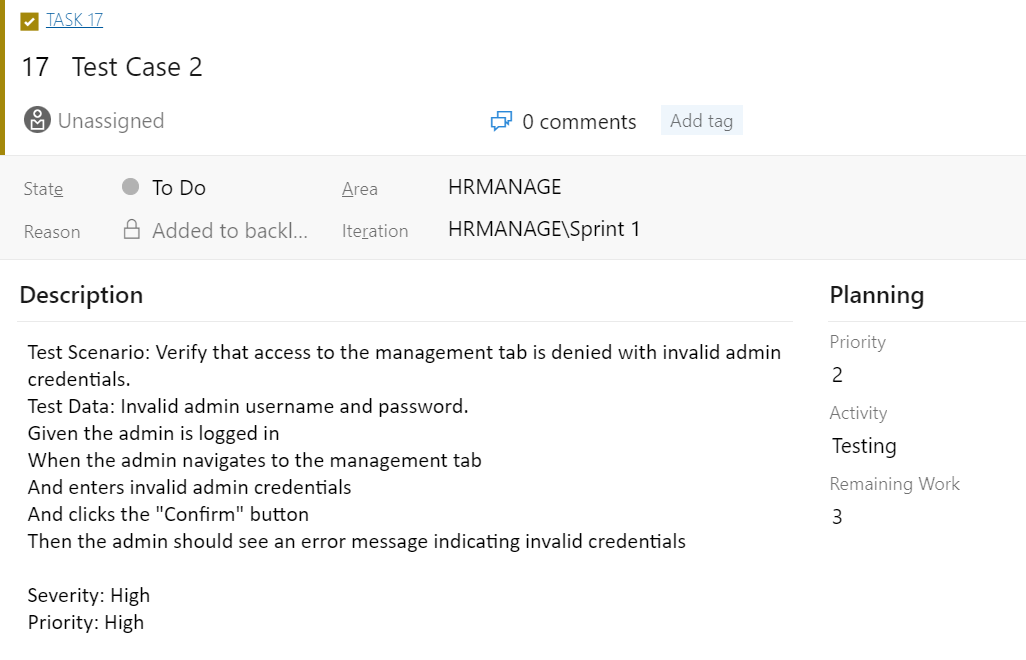 TASK 17
17 Test Case 2
Unassigned
0 comments
Add tag
State
To Do
Area
HRMANAGE
Reason
Added to backl...
Iteration
HRMANAGE\Sprint 1
Description
Test Scenario: Verify that access to the management tab is denied with invalid admin
credentials.
Test Data: Invalid admin username and password.
Given the admin is logged in
When the admin navigates to the management tab
And enters invalid admin credentials
And clicks the "Confirm" button
Then the admin should see an error message indicating invalid credentials
Severity: High
Priority: High
Planning
Priority
2
Activity
Testing
Remaining Work
3